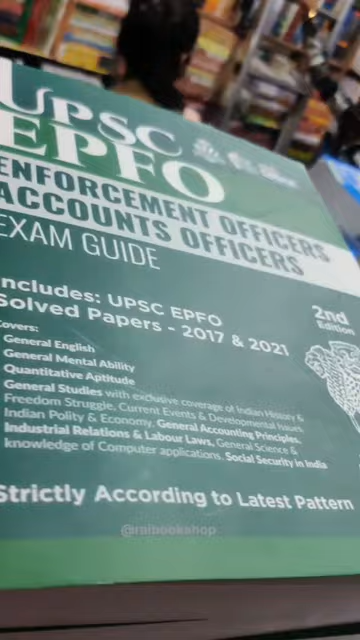 UPSC
EPFO
ENFORCEMENT OFFICERS
ACCOUNTS OFFICERS
EXAM GUIDE
Includes: UPSC EPFO
Solved Papers - 2017 & 2021
2nd
Edition
Covers:
General English
General Mental Ability
Quantitative Aptitude
General Studies with exclusive coverage of Indian History &
Freedom Struggle, Current Events & Developmental Issues
Indian Polity & Economy, General Accounting Principles,
Industrial Relations & Labour Laws, General Science &
knowledge of Computer applications, Social Security in India
Strictly According to Latest Pattern
@raibookshop